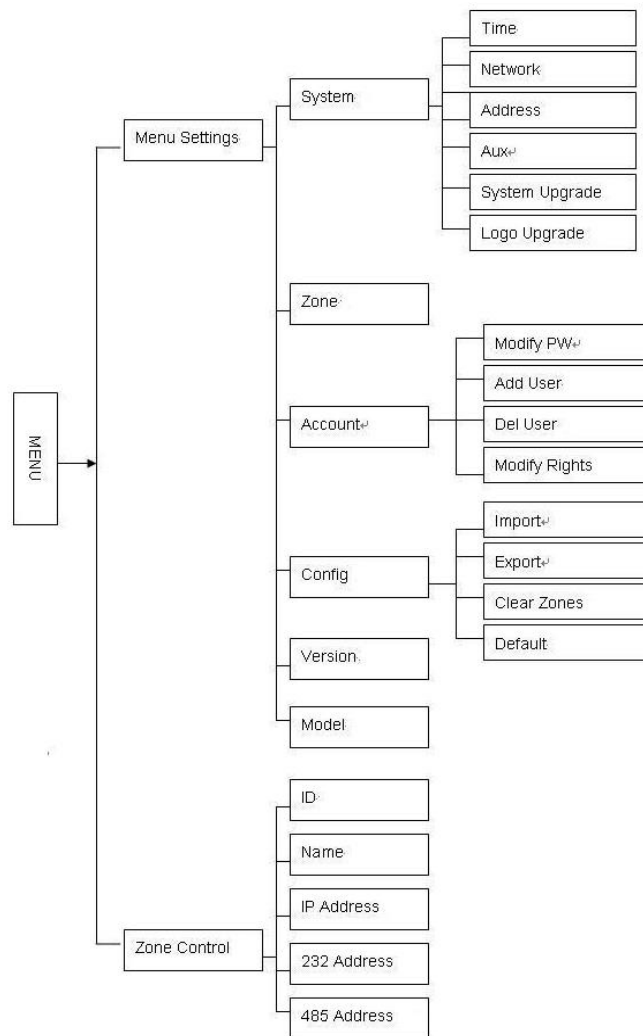 MENU
Menu Settings
System
Time
Network
Address
Aux
System Upgrade
Logo Upgrade
Zone
Account
Modify PW
Add User
Del User
Modify Rights
Config
Import
Export
Clear Zones
Default
Version
Model
Zone Control
ID
Name
IP Address
232 Address
485 Address